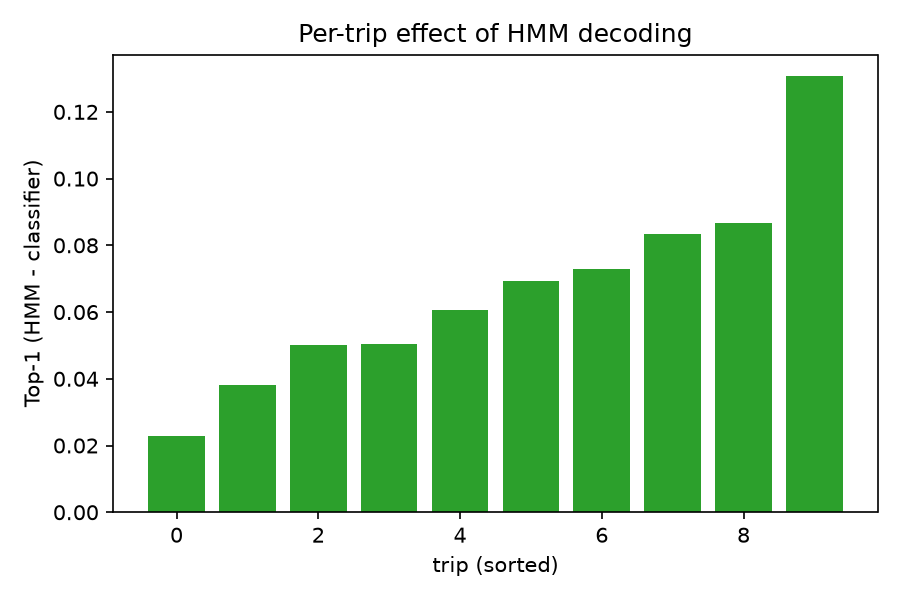 Per-trip effect of HMM decoding
Top-1 (HMM - classifier)
0.12
0.10
0.08
0.06
0.04
0.02
0.00
0 2 4 6 8
trip (sorted)